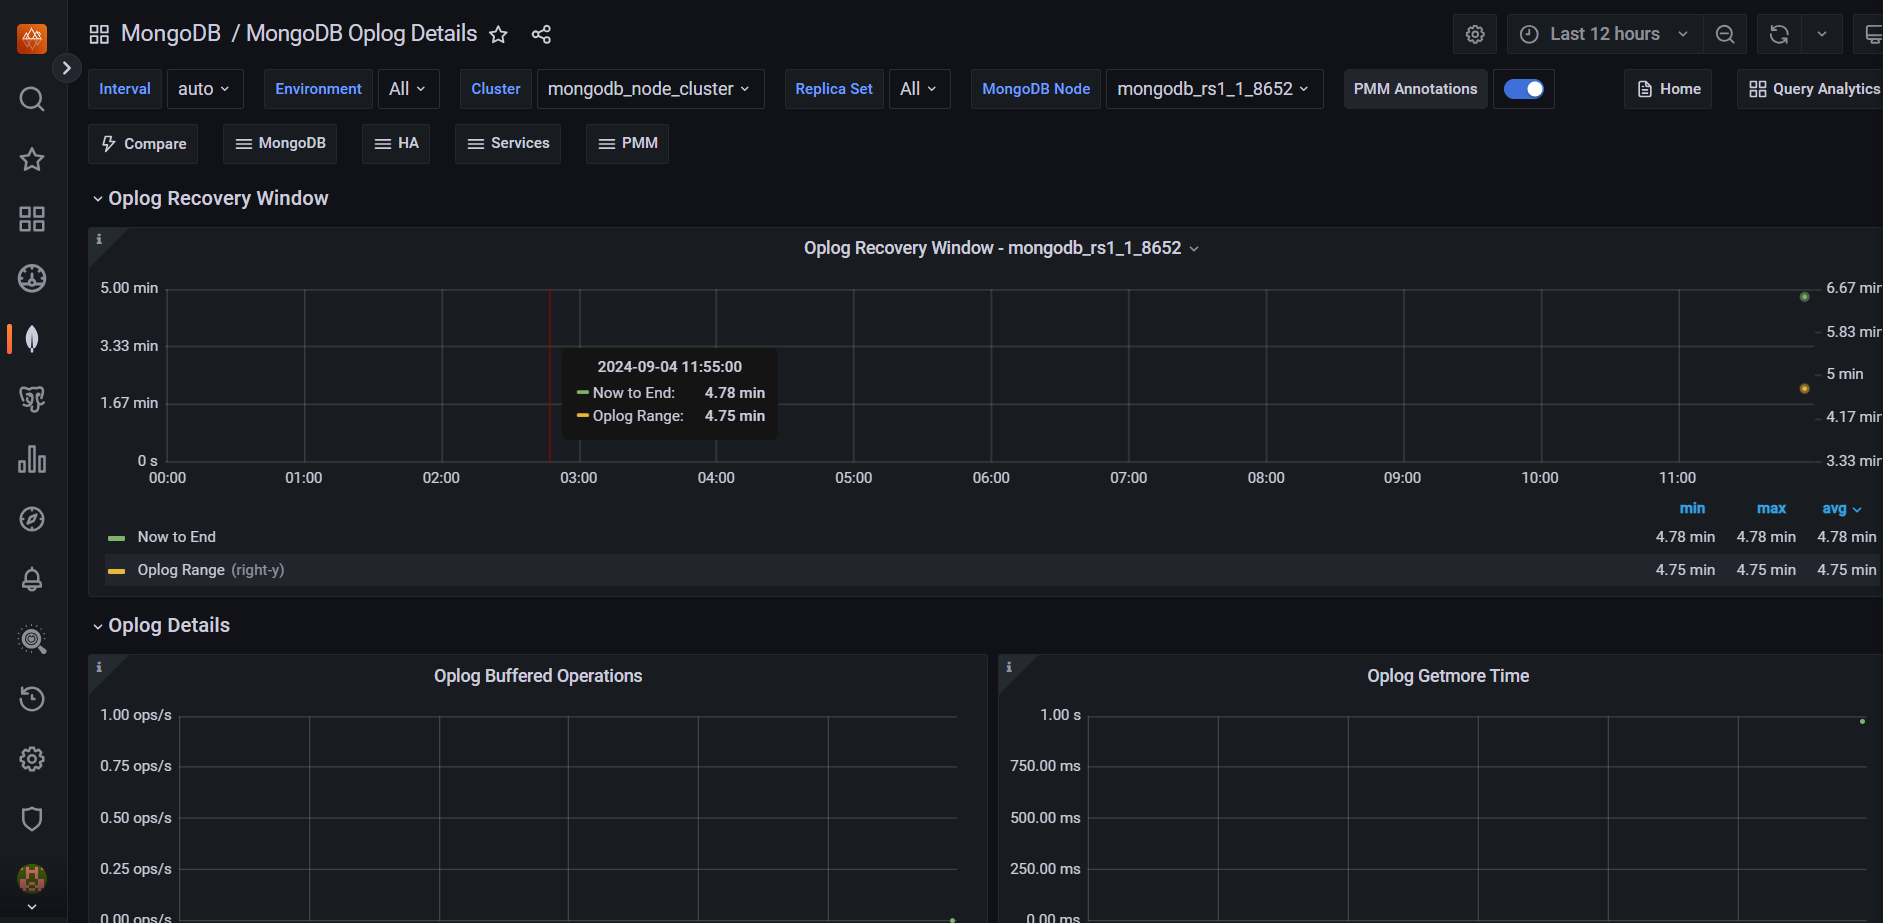 MongoDB / MongoDB Oplog Details
Last 12 hours
Interval auto Environment All Cluster mongodb_node_cluster Replica Set All MongoDB Node mongodb_rs1_1_8652 PMM Annotations Home Query Analytics
Compare MongoDB HA Services PMM
Oplog Recovery Window
Oplog Recovery Window - mongodb_rs1_1_8652
5.00 min
3.33 min
1.67 min
0 s
6.67 min
5.83 min
5 min
4.17 min
3.33 min
2024-09-04 11:55:00
Now to End: 4.78 min
Oplog Range: 4.75 min
00:00 01:00 02:00 03:00 04:00 05:00 06:00 07:00 08:00 09:00 10:00 11:00
min max avg
Now to End 4.78 min 4.78 min 4.78 min
Oplog Range (right-y) 4.75 min 4.75 min 4.75 min
Oplog Details
Oplog Buffered Operations
1.00 ops/s
0.75 ops/s
0.50 ops/s
0.25 ops/s
0.00 ops/s
Oplog Getmore Time
1.00 s
750.00 ms
500.00 ms
250.00 ms
0.00 ms